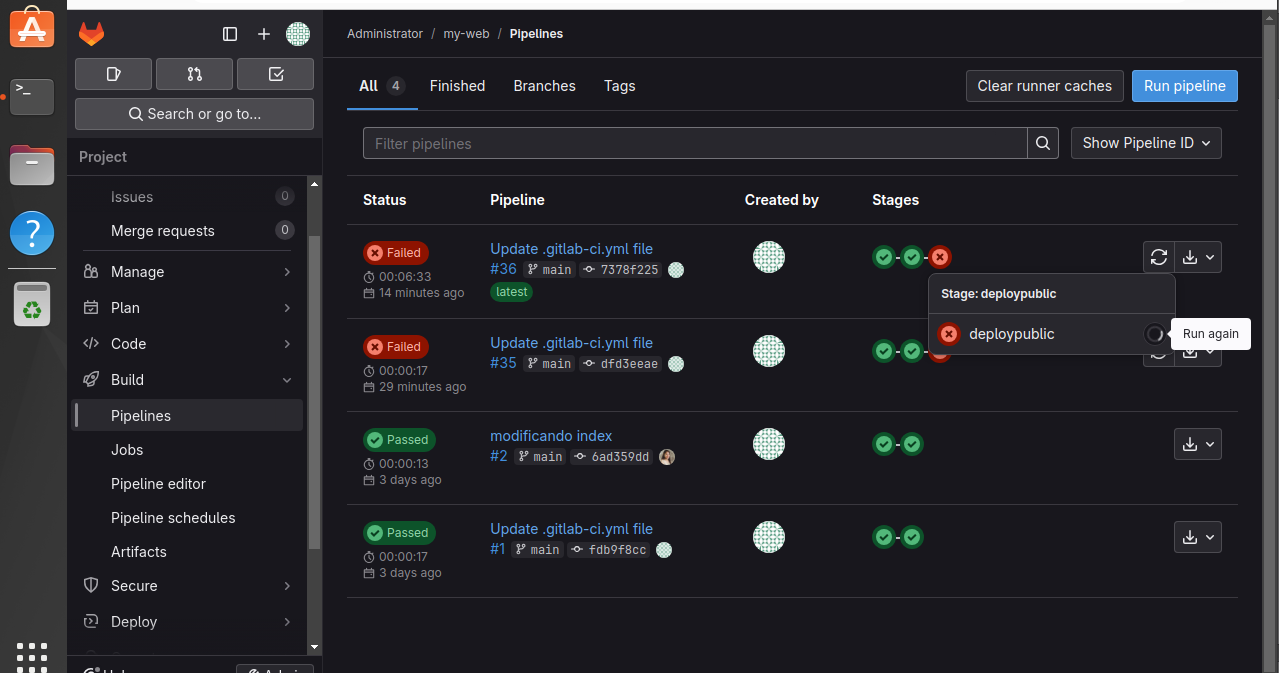 Administrator / my-web / Pipelines
All 4 Finished Branches Tags
Clear runner caches Run pipeline
Search or go to...
Filter pipelines
Show Pipeline ID
Project
Issues 0
Merge requests 0
Manage
Plan
Code
Build
Pipelines
Jobs
Pipeline editor
Pipeline schedules
Artifacts
Secure
Deploy
Status Pipeline Created by Stages
Failed
00:06:33
14 minutes ago
Update .gitlab-ci.yml file
#36 main 7378f225
latest
Stage: deploypublic
deploypublic
Run again
Failed
00:00:17
29 minutes ago
Update .gitlab-ci.yml file
#35 main dfd3eeae
Passed
00:00:13
3 days ago
modificando index
#2 main 6ad359dd
Passed
00:00:17
3 days ago
Update .gitlab-ci.yml file
#1 main fdb9f8cc